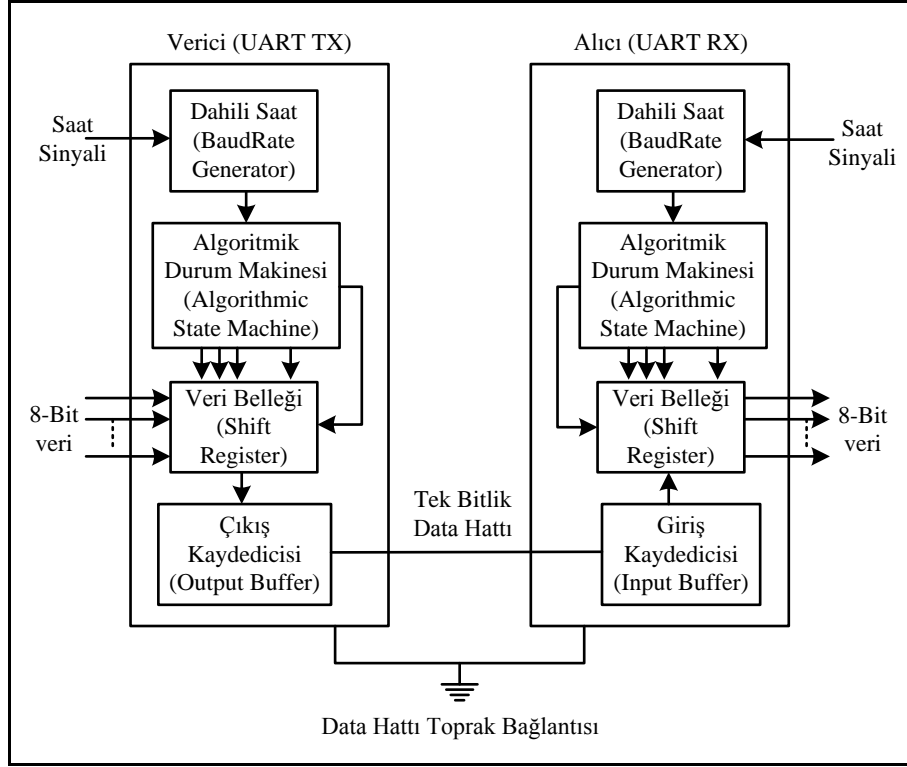 Verici (UART TX)
Alıcı (UART RX)
Saat
Sinyali
Dahili Saat
(BaudRate
Generator)
Dahili Saat
(BaudRate
Generator)
Saat
Sinyali
Algoritmik
Durum Makinesi
(Algorithmic
State Machine)
Algoritmik
Durum Makinesi
(Algorithmic
State Machine)
8-Bit
veri
Veri Belleği
(Shift
Register)
Veri Belleği
(Shift
Register)
8-Bit
veri
Çıkış
Kaydedicisi
(Output Buffer)
Tek Bitlik
Data Hattı
Giriş
Kaydedicisi
(Input Buffer)
Data Hattı Toprak Bağlantısı